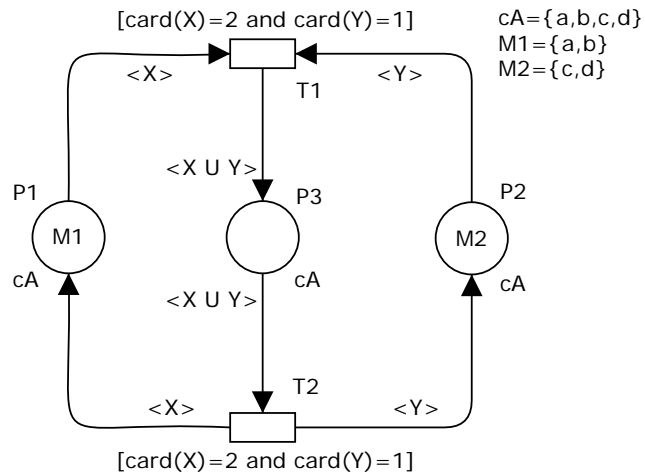 [card(X)=2 and card(Y)=1]
cA={a,b,c,d}
M1={a,b}
M2={c,d}
<X>
<Y>
T1
<X U Y>
P1
P3
P2
M1
M2
cA
cA
cA
<X U Y>
T2
<X>
<Y>
[card(X)=2 and card(Y)=1]